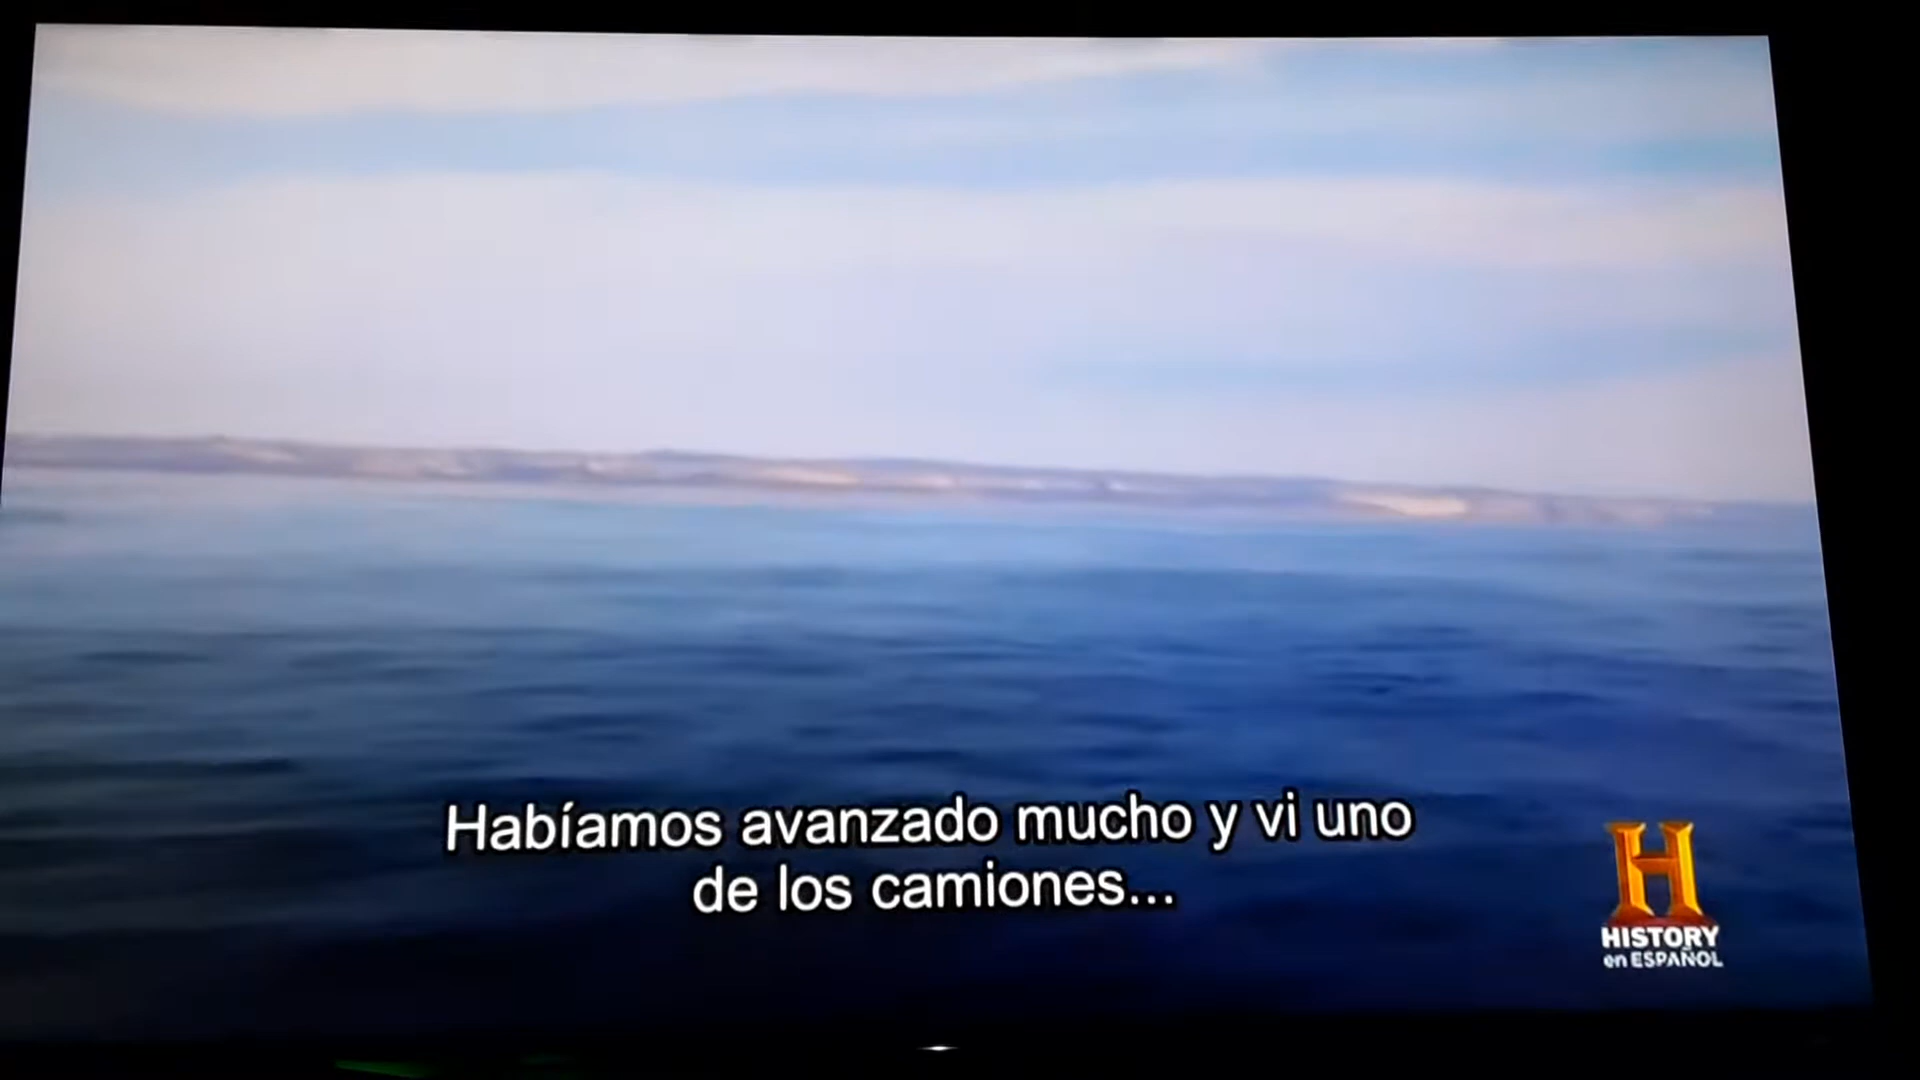 Habíamos avanzado mucho y vi uno
de los camiones...
H
HISTORY
en ESPAÑOL